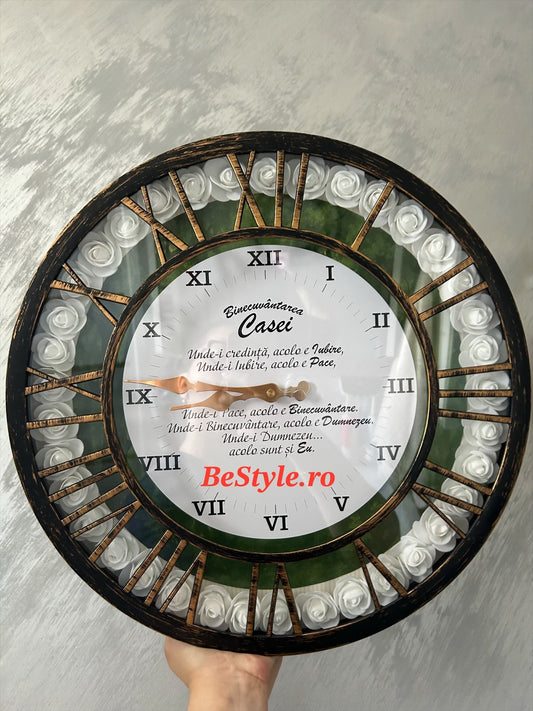 XII
I
II
III
IV
V
VI
VII
VIII
IX
X
XI
Binecuvântarea
Casei
Unde-i credință, acolo e Iubire,
Unde-i Iubire, acolo e Pace,
Unde-i Pace, acolo e Binecuvântare.
Unde-i Binecuvântare, acolo e Dumnezeu.
Unde-i Dumnezeu...
acolo sunt și Eu.
BeStyle.ro